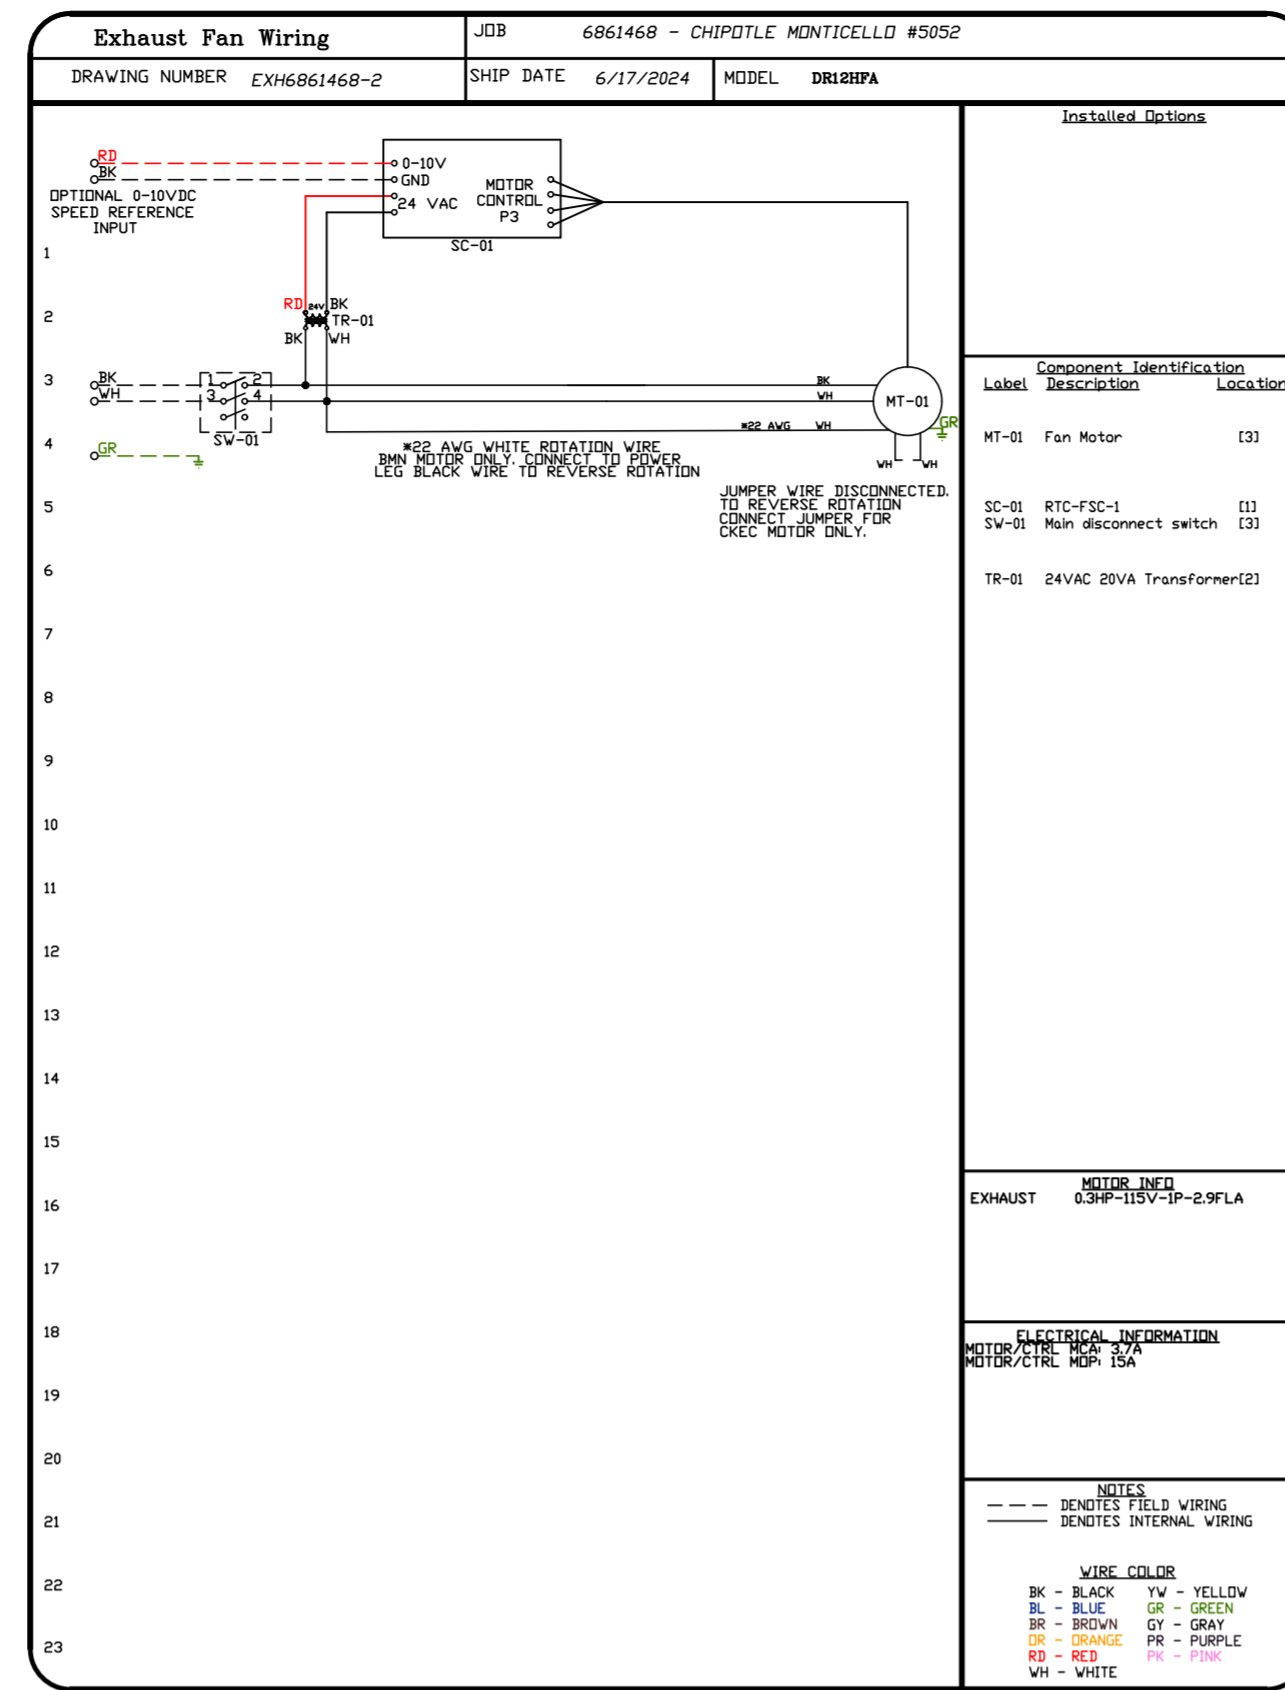 Exhaust Fan Wiring
JOB 6861468 - CHIPOTLE MONTICELLO #5052
DRAWING NUMBER EXH6861468-2
SHIP DATE 6/17/2024
MODEL DR12HFA
RD
BK
OPTIONAL 0-10VDC
SPEED REFERENCE
INPUT
0-10V
GND
24 VAC
MOTOR
CONTROL
P3
SC-01
RD 24V BK
TR-01
BK WH
BK
WH
1 2
3 4
SW-01
GR
BK
WH
*22 AWG WH
MT-01
GR
WH WH
*22 AWG WHITE ROTATION WIRE
BMN MOTOR ONLY. CONNECT TO POWER
LEG BLACK WIRE TO REVERSE ROTATION
JUMPER WIRE DISCONNECTED.
TO REVERSE ROTATION
CONNECT JUMPER FOR
CKEC MOTOR ONLY.
1
2
3
4
5
6
7
8
9
10
11
12
13
14
15
16
17
18
19
20
21
22
23
Installed Options
Component Identification
Label Description Location
MT-01 Fan Motor [3]
SC-01 RTC-FSC-1 [1]
SW-01 Main disconnect switch [3]
TR-01 24VAC 20VA Transformer[2]
MOTOR INFO
EXHAUST 0.3HP-115V-1P-2.9FLA
ELECTRICAL INFORMATION
MOTOR/CTRL MCA: 3.7A
MOTOR/CTRL MOP: 15A
NOTES
DENOTES FIELD WIRING
DENOTES INTERNAL WIRING
WIRE COLOR
BK - BLACK YW - YELLOW
BL - BLUE GR - GREEN
BR - BROWN GY - GRAY
OR - ORANGE PR - PURPLE
RD - RED PK - PINK
WH - WHITE